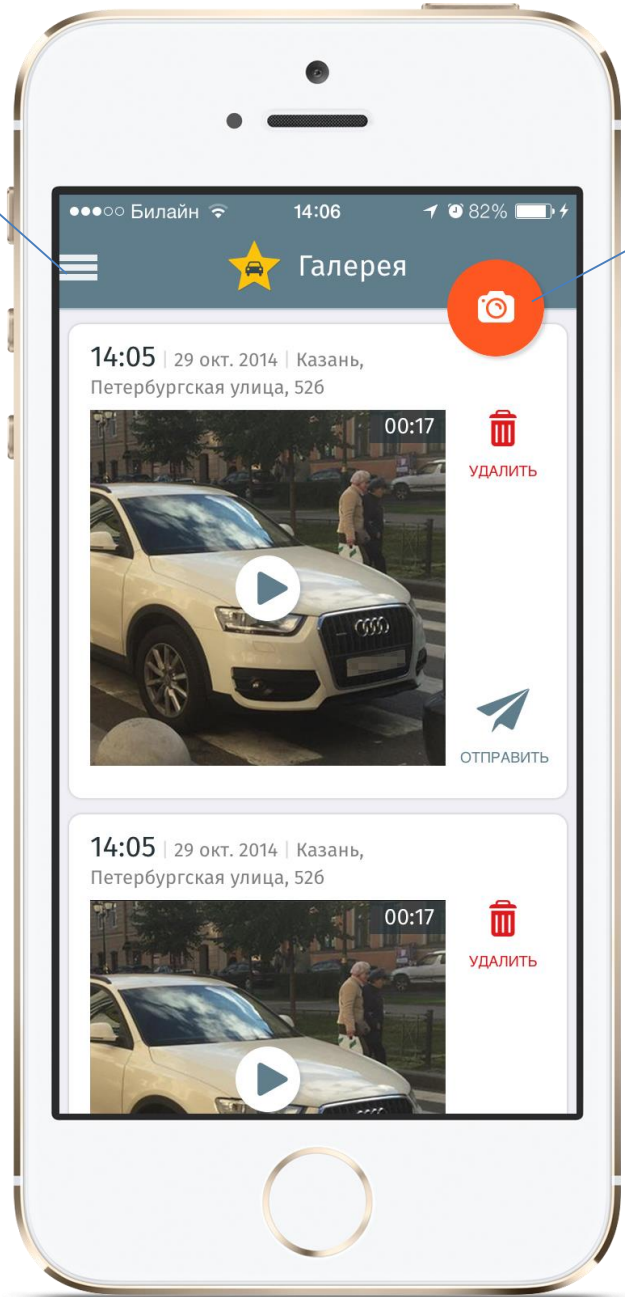 Билайн 14:06 82%
Галерея
14:05 | 29 окт. 2014 | Казань,
Петербургская улица, 52б
00:17
УДАЛИТЬ
ОТПРАВИТЬ
14:05 | 29 окт. 2014 | Казань,
Петербургская улица, 52б
00:17
УДАЛИТЬ